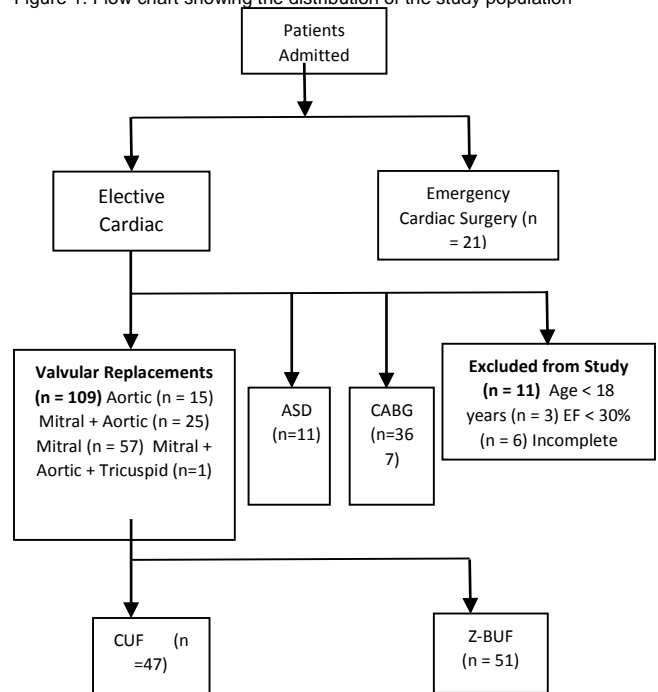 Figure 1: Flow chart showing the distribution of the study population
Patients
Admitted
Elective
Cardiac
Emergency
Cardiac Surgery (n
= 21)
Valvular Replacements
(n = 109) Aortic (n = 15)
Mitral + Aortic (n = 25)
Mitral (n = 57) Mitral +
Aortic + Tricuspid (n=1)
ASD
(n=11)
CABG
(n=36
7)
Excluded from Study
(n = 11) Age < 18
years (n = 3) EF < 30%
(n = 6) Incomplete
CUF (n
=47)
Z-BUF
(n = 51)